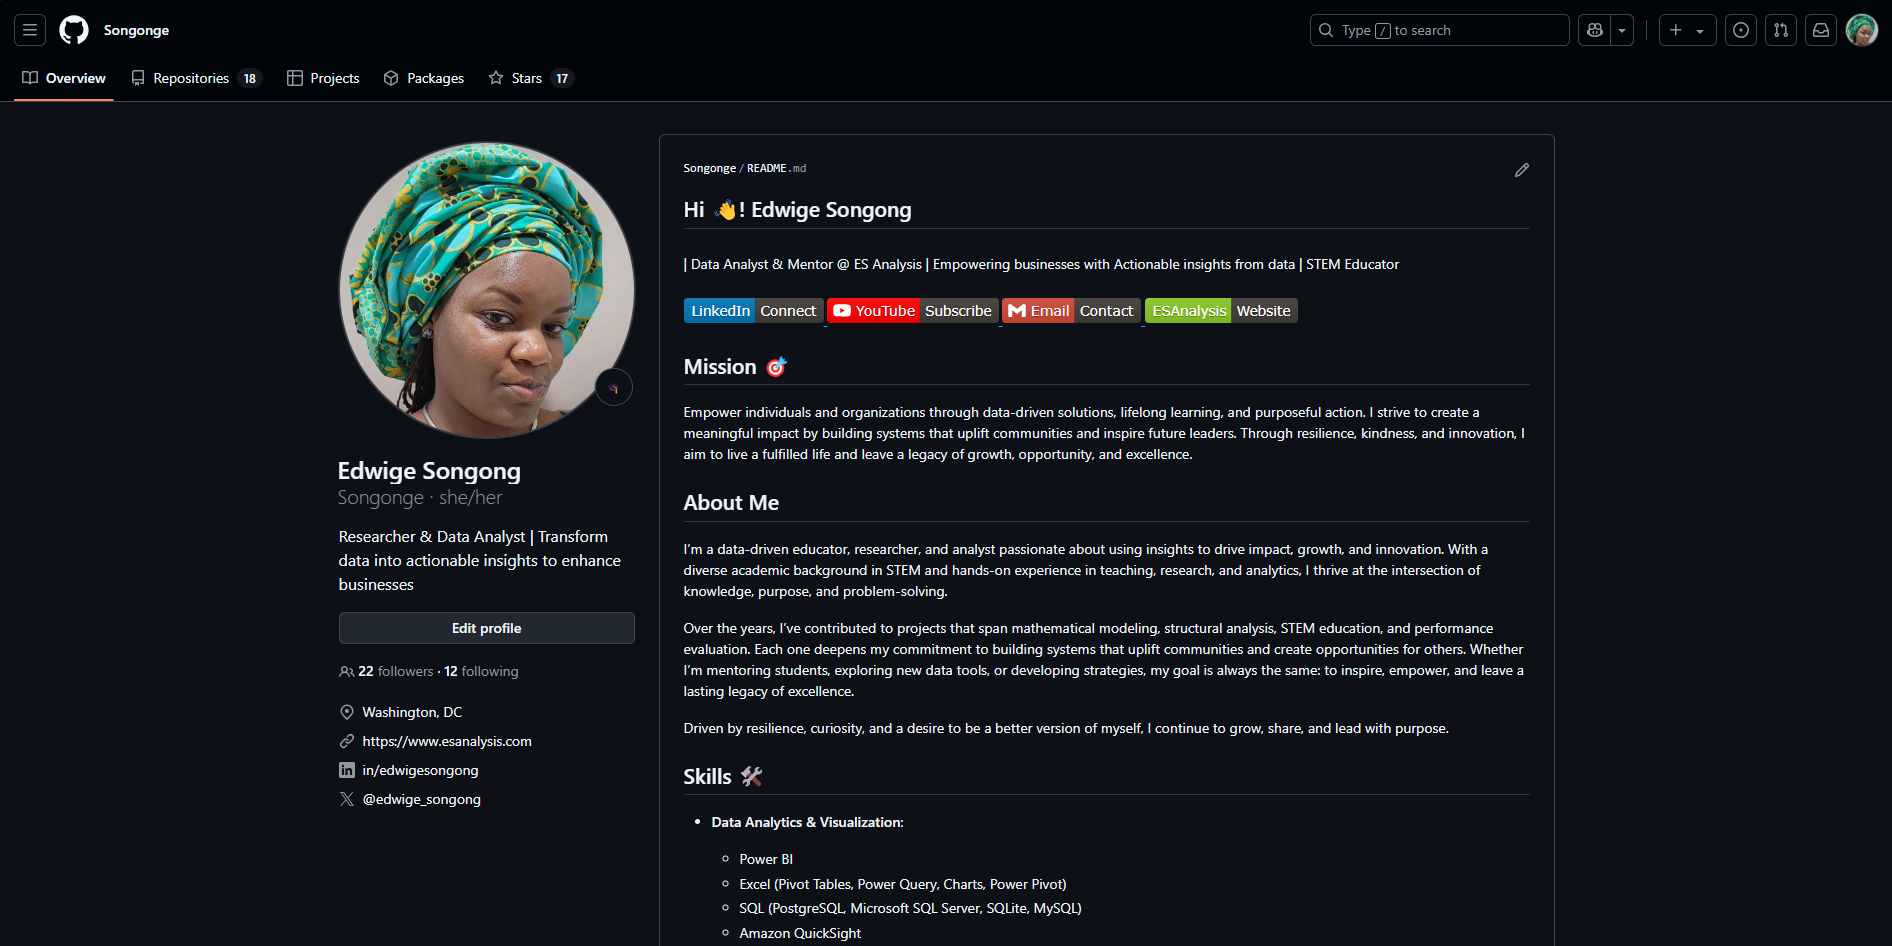 Songonge
Type / to search
Overview
Repositories 18
Projects
Packages
Stars 17
Edwige Songong
Songonge · she/her
Researcher & Data Analyst | Transform
data into actionable insights to enhance
businesses
Edit profile
22 followers · 12 following
Washington, DC
https://www.esanalysis.com
in/edwigesongong
@edwige_songong
Songonge / README.md
Hi 👋! Edwige Songong
| Data Analyst & Mentor @ ES Analysis | Empowering businesses with Actionable insights from data | STEM Educator
LinkedIn Connect YouTube Subscribe Email Contact ESAnalysis Website
Mission 🎯
Empower individuals and organizations through data-driven solutions, lifelong learning, and purposeful action. I strive to create a
meaningful impact by building systems that uplift communities and inspire future leaders. Through resilience, kindness, and innovation, I
aim to live a fulfilled life and leave a legacy of growth, opportunity, and excellence.
About Me
I’m a data-driven educator, researcher, and analyst passionate about using insights to drive impact, growth, and innovation. With a
diverse academic background in STEM and hands-on experience in teaching, research, and analytics, I thrive at the intersection of
knowledge, purpose, and problem-solving.
Over the years, I’ve contributed to projects that span mathematical modeling, structural analysis, STEM education, and performance
evaluation. Each one deepens my commitment to building systems that uplift communities and create opportunities for others. Whether
I’m mentoring students, exploring new data tools, or developing strategies, my goal is always the same: to inspire, empower, and leave a
lasting legacy of excellence.
Driven by resilience, curiosity, and a desire to be a better version of myself, I continue to grow, share, and lead with purpose.
Skills 🛠
Data Analytics & Visualization:
Power BI
Excel (Pivot Tables, Power Query, Charts, Power Pivot)
SQL (PostgreSQL, Microsoft SQL Server, SQLite, MySQL)
Amazon QuickSight